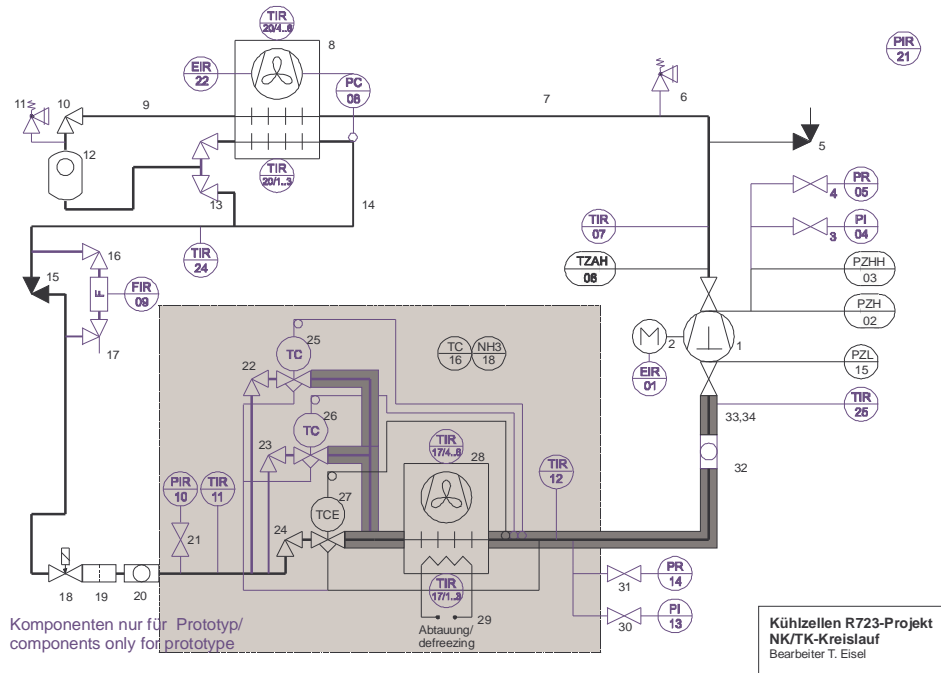 TIR
20/4..6
8
PIR
21
EIR
22
PC
08
11
10
9
7
6
12
5
TIR
20/1..3
13
14
PR
05
4
TIR
07
PI
04
3
TIR
24
16
TZAH
06
PZHH
03
15
F
FIR
09
PZH
02
M
2
1
17
25
TC
TC
16
NH3
18
EIR
01
PZL
15
22
26
TC
TIR
25
33,34
23
TIR
17/4..6
28
32
PIR
10
TIR
11
27
TIR
12
24
TCE
21
18
19
20
TIR
17/1..3
31
PR
14
29
30
PI
13
Komponenten nur für Prototyp/
components only for prototype
Abtauung/
defreezing
Kühlzellen R723-Projekt
NK/TK-Kreislauf
Bearbeiter T. Eisel